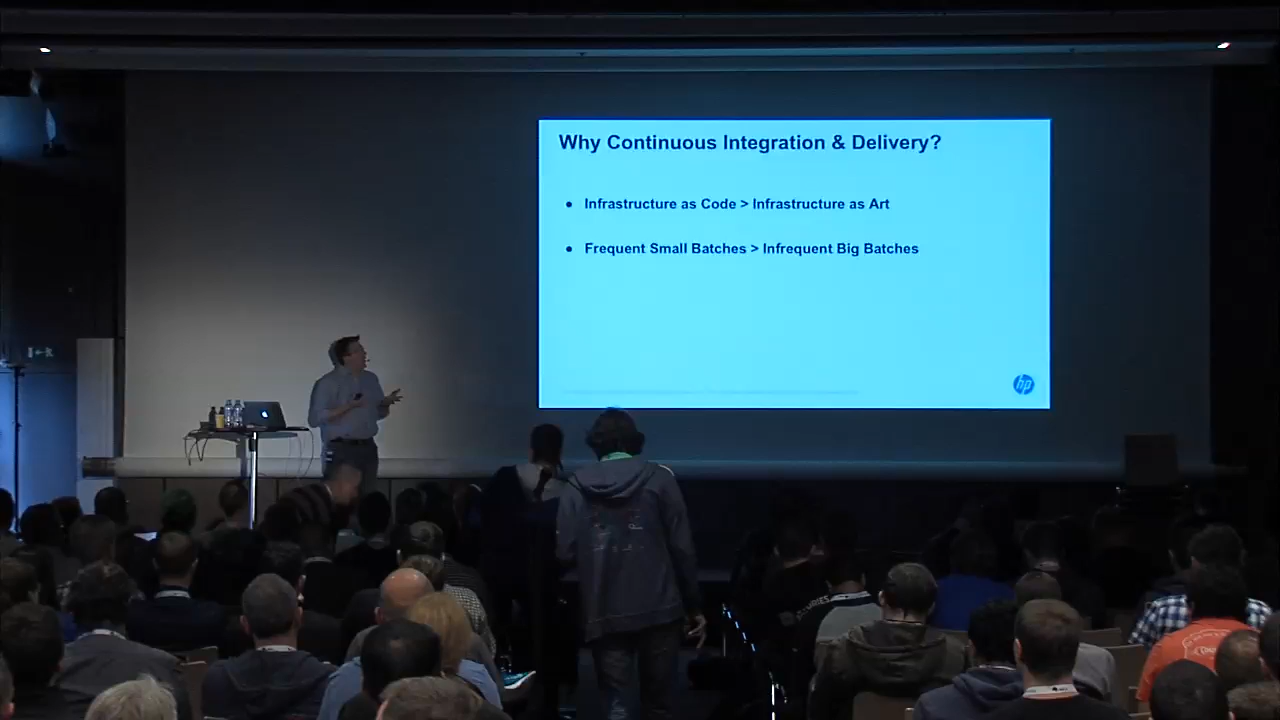 Why Continuous Integration & Delivery?
● Infrastructure as Code > Infrastructure as Art
● Frequent Small Batches > Infrequent Big Batches
hp